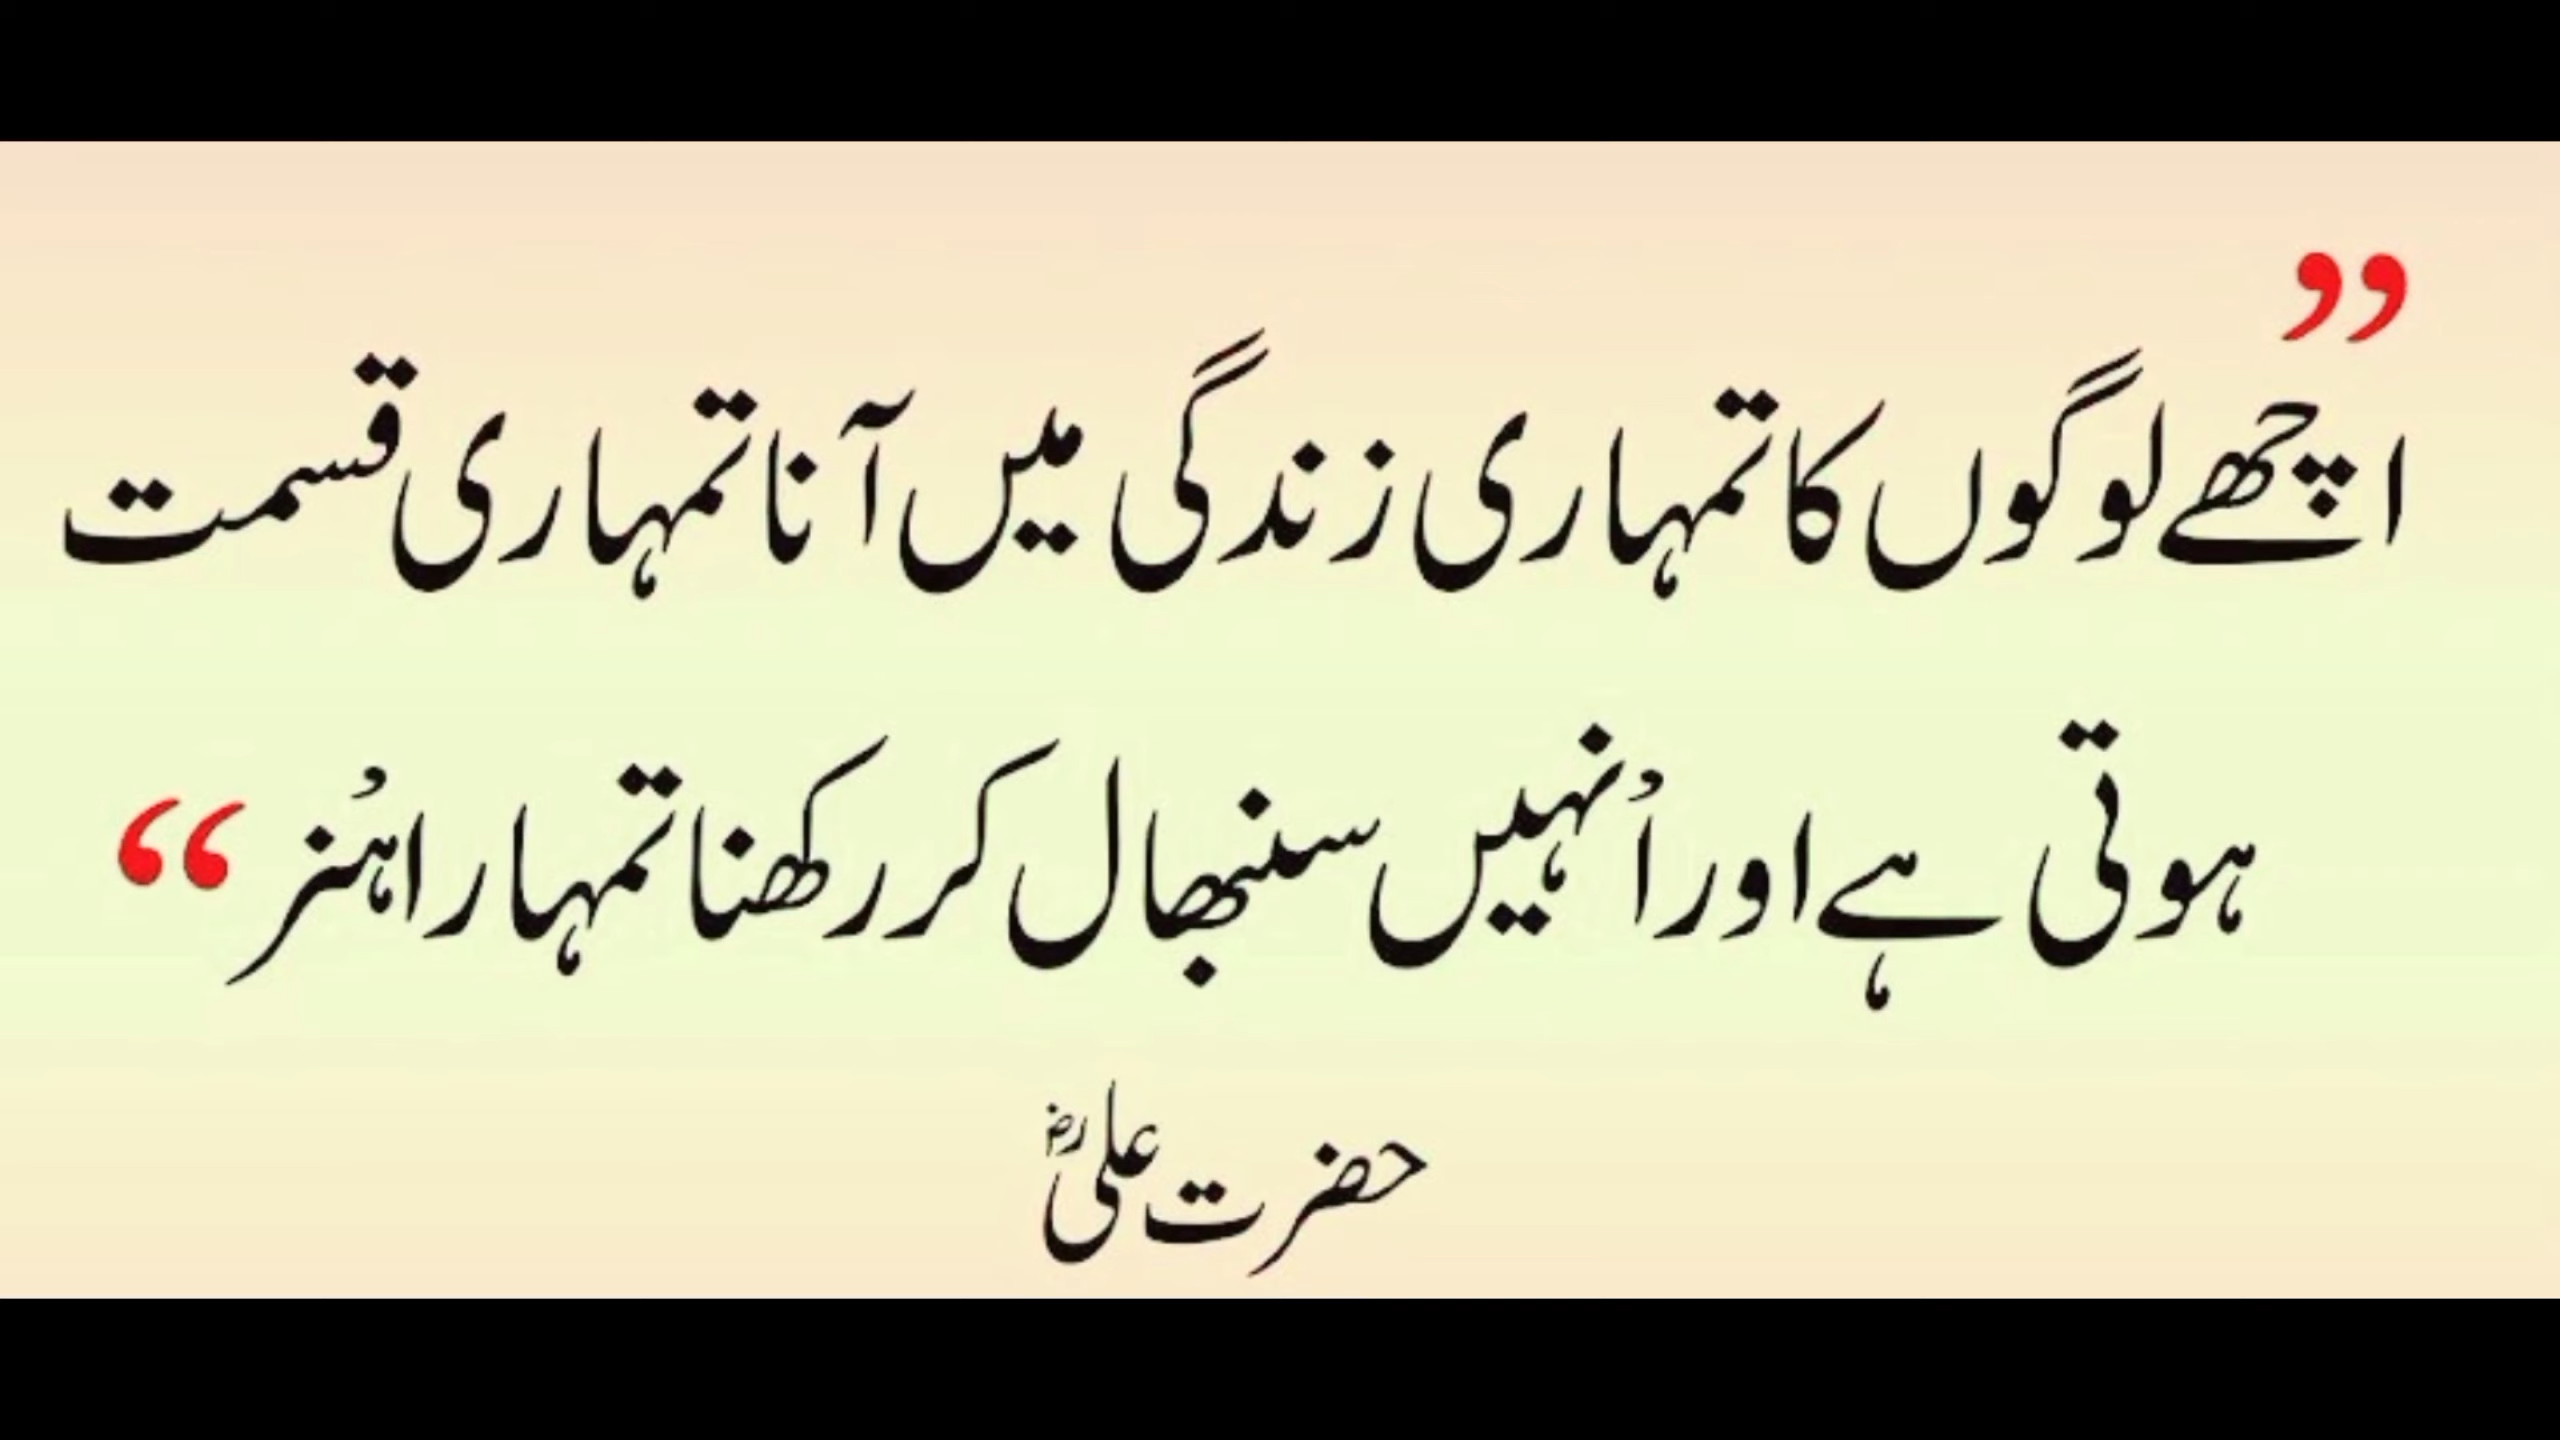 ”اچھے لوگوں کا تمہاری زندگی میں آنا تمہاری قسمت
ہوتی ہے اور اُنہیں سنبھال کر رکھنا تمہارا ہُنر“
حضرت علیؓ